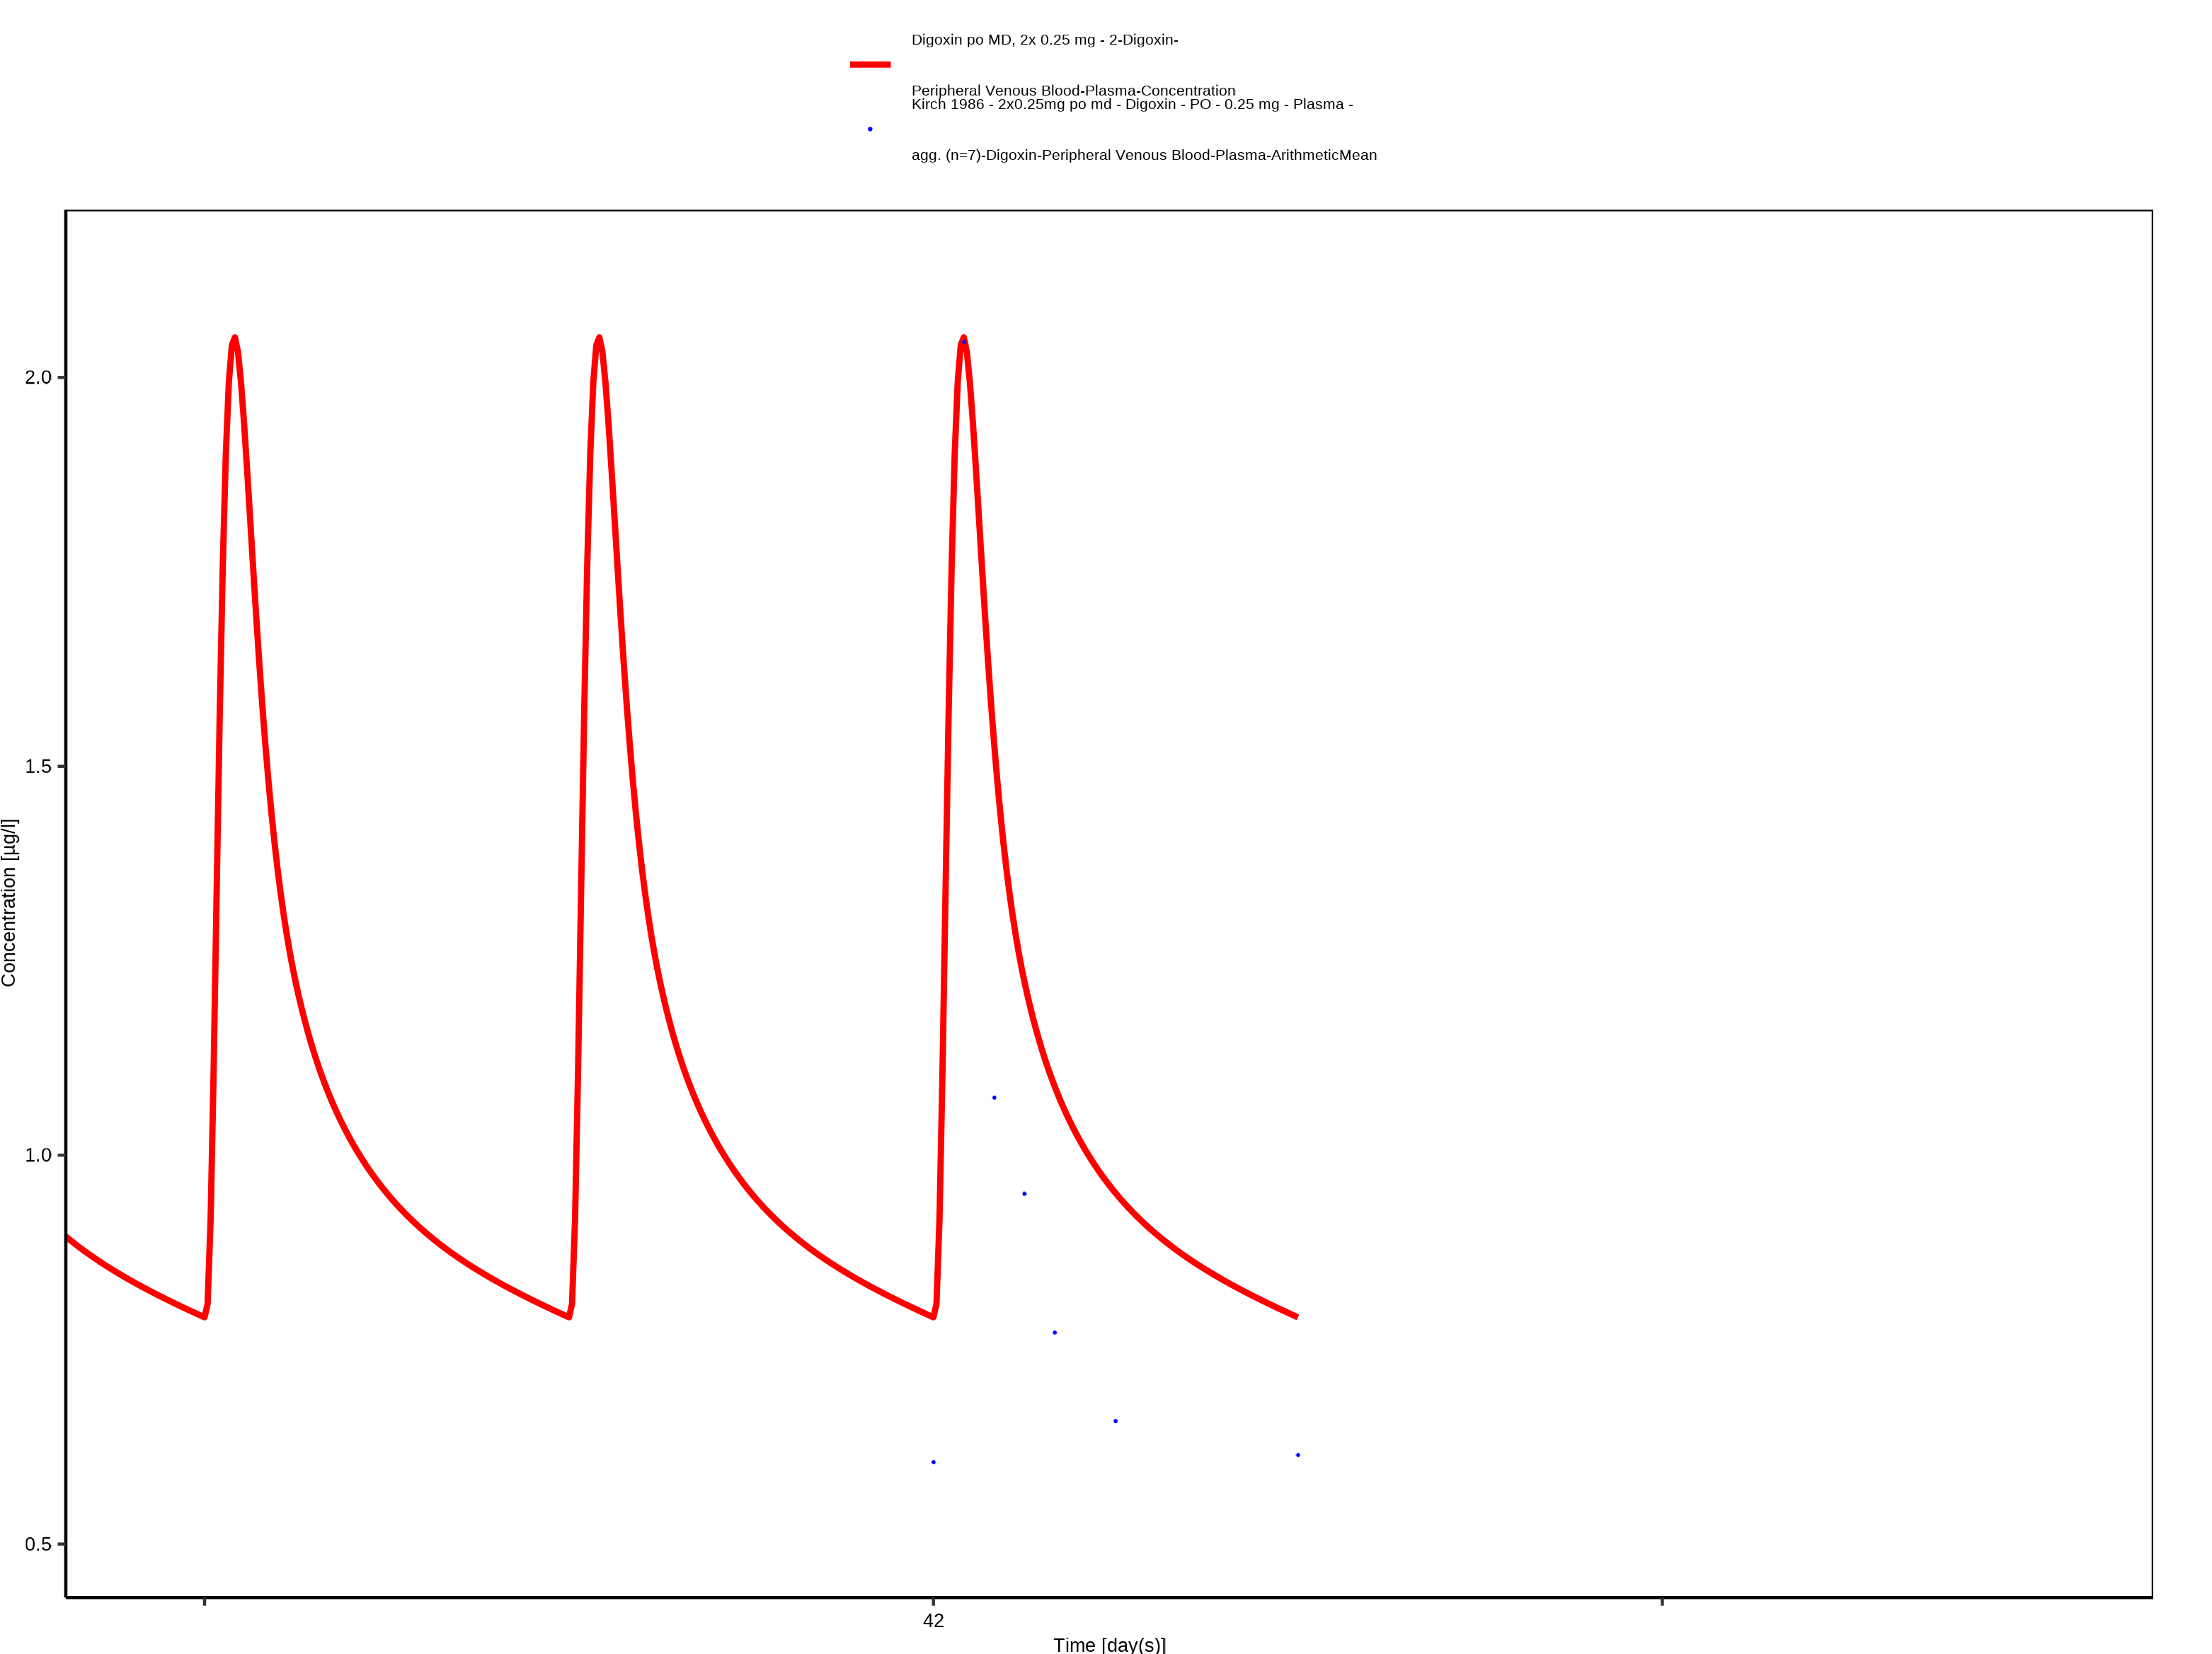 Digoxin po MD, 2x 0.25 mg - 2-Digoxin-
Peripheral Venous Blood-Plasma-Concentration
Kirch 1986 - 2x0.25mg po md - Digoxin - PO - 0.25 mg - Plasma -
agg. (n=7)-Digoxin-Peripheral Venous Blood-Plasma-ArithmeticMean
2.0
1.5
1.0
0.5
Concentration [µg/l]
42
Time [day(s)]